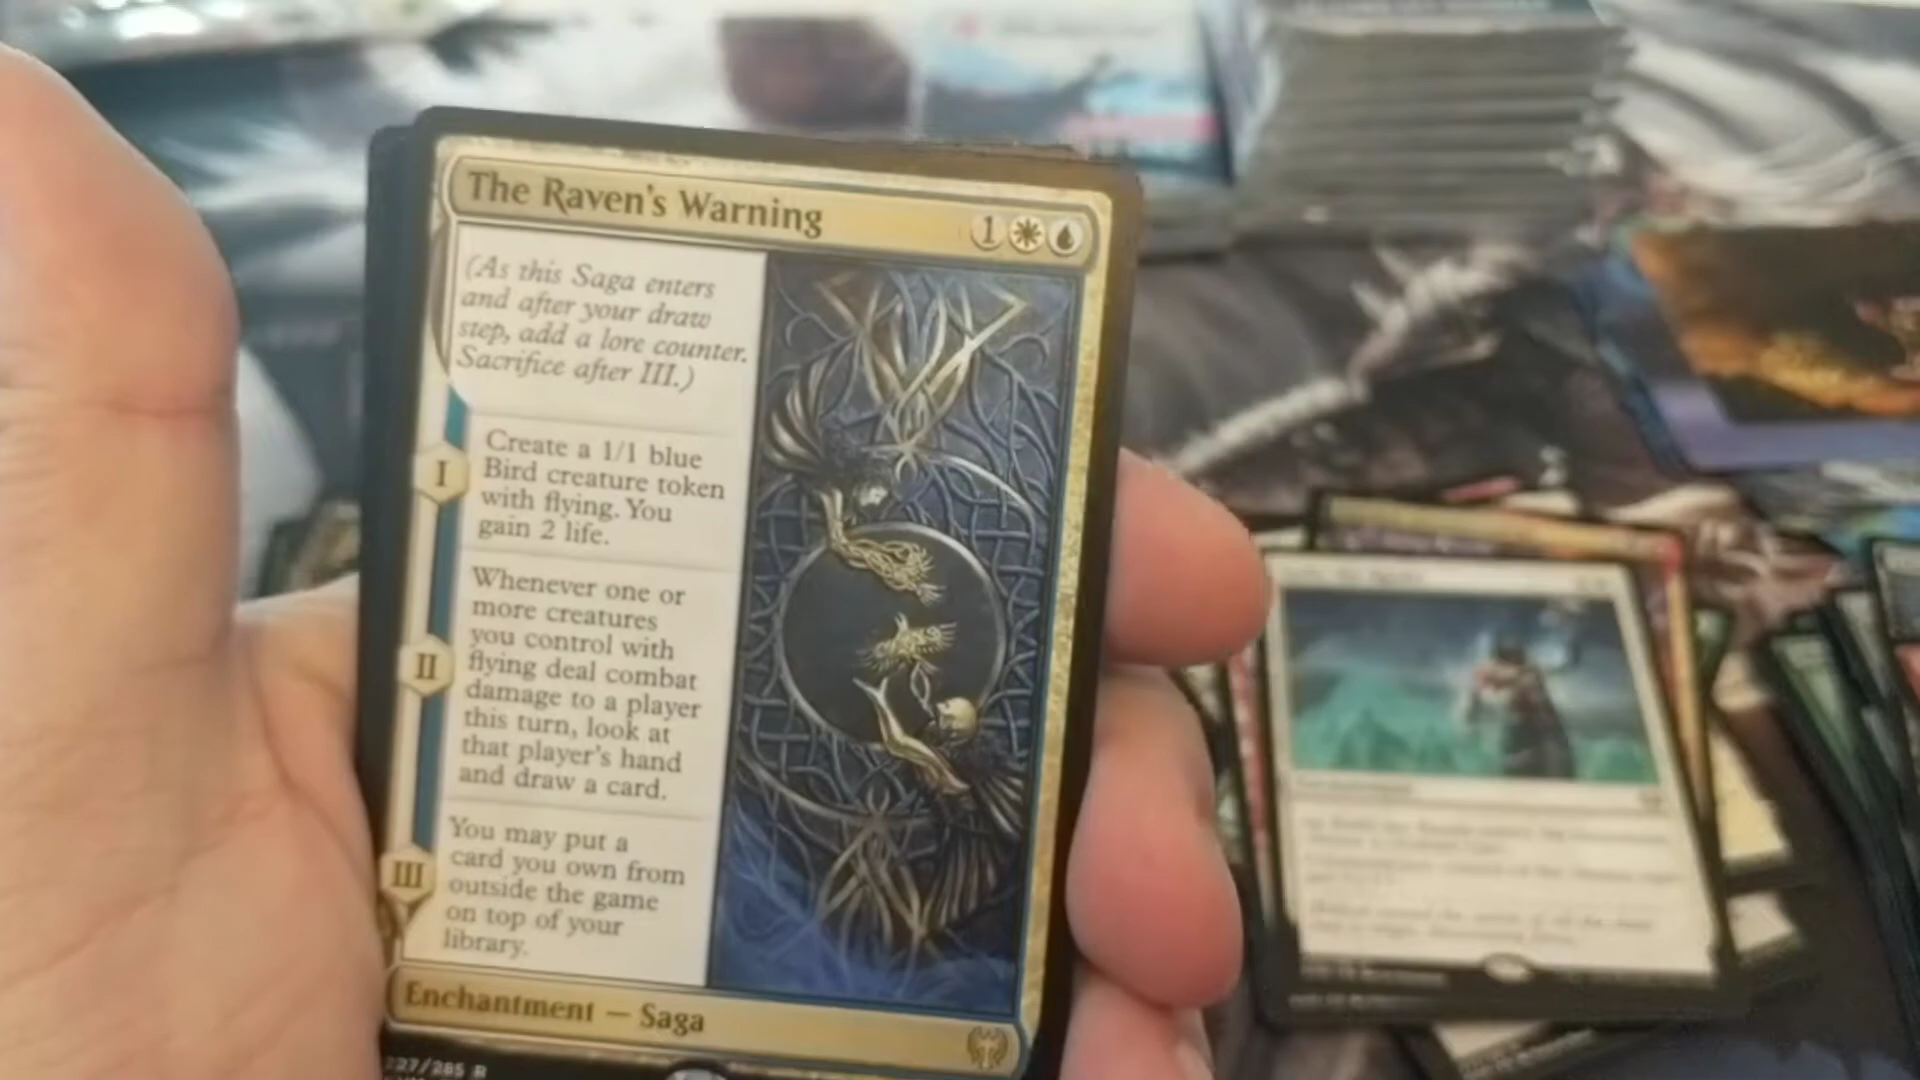 The Raven's Warning
1
(As this Saga enters
and after your draw
step, add a lore counter.
Sacrifice after III.)
I
Create a 1/1 blue
Bird creature token
with flying. You
gain 2 life.
II
Whenever one or
more creatures
you control with
flying deal combat
damage to a player
this turn, look at
that player's hand
and draw a card.
III
You may put a
card you own from
outside the game
on top of your
library.
Enchantment — Saga
227/285 R